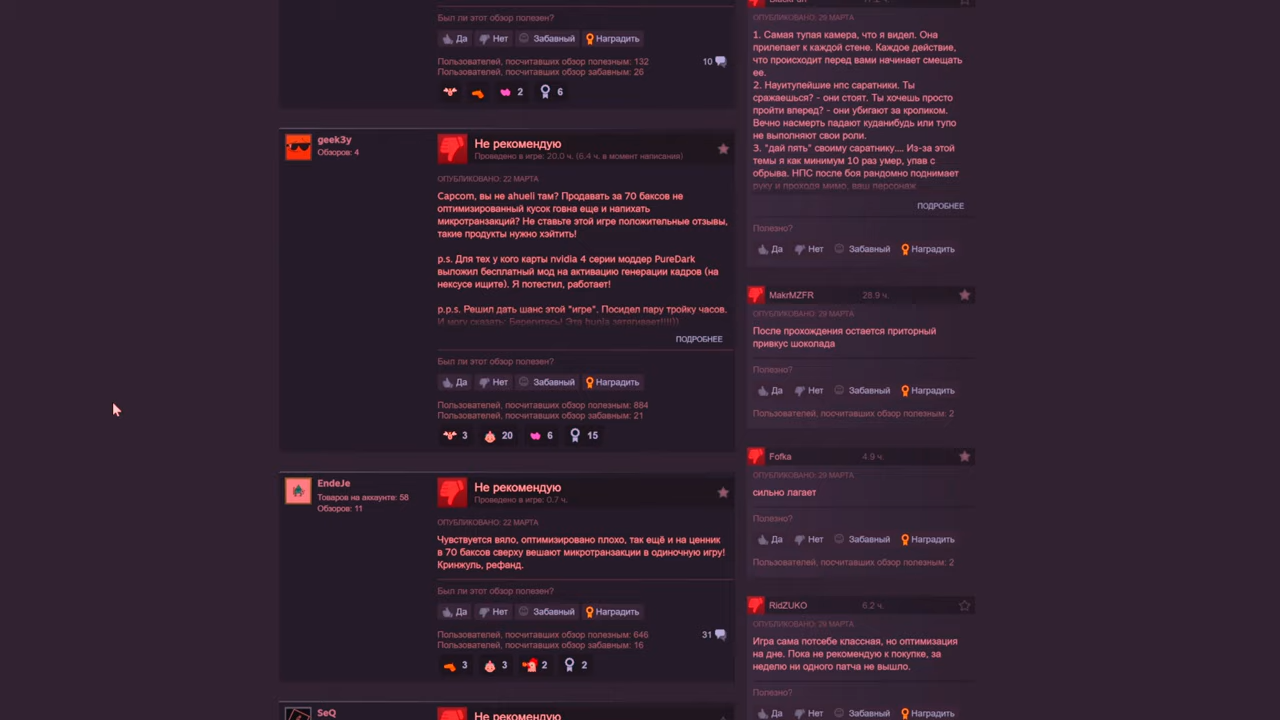 Был ли этот обзор полезен?
Да Нет Забавный Наградить
Пользователей, посчитавших обзор полезным: 132
Пользователей, посчитавших обзор забавным: 26
10
2 6
geek3y
Обзоров: 4
Не рекомендую
Проведено в игре: 20.0 ч. (6.4 ч. в момент написания)
ОПУБЛИКОВАНО: 22 МАРТА
Capcom, вы не ahueli там? Продавать за 70 баксов не
оптимизированный кусок говна еще и напихать
микротранзакций? Не ставьте этой игре положительные отзывы,
такие продукты нужно хэйтить!
p.s. Для тех у кого карты nvidia 4 серии моддер PureDark
выложил бесплатный мод на активацию генерации кадров (на
нексусе ищите). Я потестил, работает!
p.p.s. Решил дать шанс этой "игре". Посидел пару тройку часов.
И могу сказать: Берегитесь! Эта hunja затягивает!!!!))
ПОДРОБНЕЕ
Был ли этот обзор полезен?
Да Нет Забавный Наградить
Пользователей, посчитавших обзор полезным: 884
Пользователей, посчитавших обзор забавным: 21
3 20 6 15
EndeJe
Товаров на аккаунте: 58
Обзоров: 11
Не рекомендую
Проведено в игре: 0.7 ч.
ОПУБЛИКОВАНО: 22 МАРТА
Чувствуется вяло, оптимизировано плохо, так ещё и на ценник
в 70 баксов сверху вешают микротранзакции в одиночную игру!
Кринжуль, рефанд.
Был ли этот обзор полезен?
Да Нет Забавный Наградить
Пользователей, посчитавших обзор полезным: 646
Пользователей, посчитавших обзор забавным: 16
31
3 3 2 2
SeQ
Не рекомендую
ОПУБЛИКОВАНО: 29 МАРТА
1. Самая тупая камера, что я видел. Она
прилепает к каждой стене. Каждое действие,
что происходит перед вами начинает смещать
ее.
2. Науитупейшие нпс саратники. Ты
сражаешься? - они стоят. Ты хочешь просто
пройти вперед? - они убигают за кроликом.
Вечно насмерть падают куданибудь или тупо
не выполняют свои роли.
3. "дай пять" своиму саратнику.... Из-за этой
темы я как минимум 10 раз умер, упав с
обрыва. НПС после боя рандомно поднимает
руку и проходя мимо, ваш персонаж
ПОДРОБНЕЕ
Полезно?
Да Нет Забавный Наградить
MakrMZFR 28.9 ч.
ОПУБЛИКОВАНО: 29 МАРТА
После прохождения остается приторный
привкус шоколада
Полезно?
Да Нет Забавный Наградить
Пользователей, посчитавших обзор полезным: 2
Fofka 4.9 ч.
ОПУБЛИКОВАНО: 29 МАРТА
сильно лагает
Полезно?
Да Нет Забавный Наградить
Пользователей, посчитавших обзор полезным: 2
RidZUKO 6.2 ч.
ОПУБЛИКОВАНО: 29 МАРТА
Игра сама потсебе классная, но оптимизация
на дне. Пока не рекомендую к покупке, за
неделю ни одного патча не вышло.
Полезно?
Да Нет Забавный Наградить